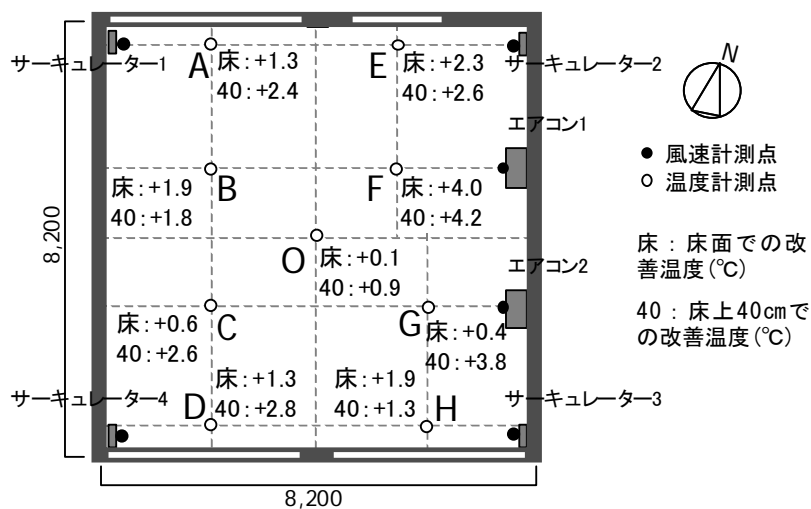 サーキュレーター1
A
床:+1.3
40:+2.4
E
床:+2.3
40:+2.6
サーキュレーター2
N
エアコン1
● 風速計測点
○ 温度計測点
床:+1.9
40:+1.8
B
F
床:+4.0
40:+4.2
8,200
O
床:+0.1
40:+0.9
エアコン2
床:床面での改
善温度(℃)
40:床上40cmで
の改善温度(℃)
床:+0.6
40:+2.6
C
G
床:+0.4
40:+3.8
サーキュレーター4
D
床:+1.3
40:+2.8
床:+1.9
40:+1.3
H
サーキュレーター3
8,200